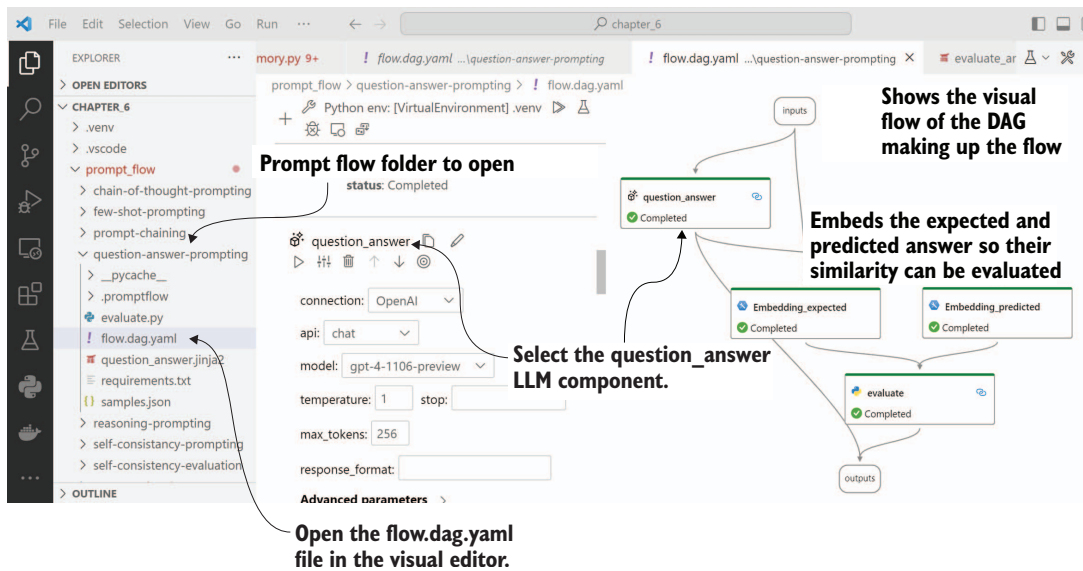 File Edit Selection View Go Run ··· chapter_6
EXPLORER ···
OPEN EDITORS
CHAPTER_6
.venv
.vscode
prompt_flow
chain-of-thought-prompting
few-shot-prompting
prompt-chaining
question-answer-prompting
__pycache__
.promptflow
evaluate.py
! flow.dag.yaml
question_answer.jinja2
requirements.txt
{} samples.json
reasoning-prompting
self-consistancy-prompting
self-consistency-evaluation
OUTLINE
mory.py 9+ ! flow.dag.yaml ...\question-answer-prompting ! flow.dag.yaml ...\question-answer-prompting × evaluate_ar
prompt_flow > question-answer-prompting > ! flow.dag.yaml
+ Python env: [VirtualEnvironment] .venv
Prompt flow folder to open
status: Completed
question_answer
connection: OpenAI
api: chat
model: gpt-4-1106-preview
temperature: 1 stop:
max_tokens: 256
response_format:
Advanced parameters >
Select the question_answer
LLM component.
Open the flow.dag.yaml
file in the visual editor.
Shows the visual
flow of the DAG
making up the flow
inputs
question_answer
Completed
Embeds the expected and
predicted answer so their
similarity can be evaluated
Embedding_expected
Completed
Embedding_predicted
Completed
evaluate
Completed
outputs